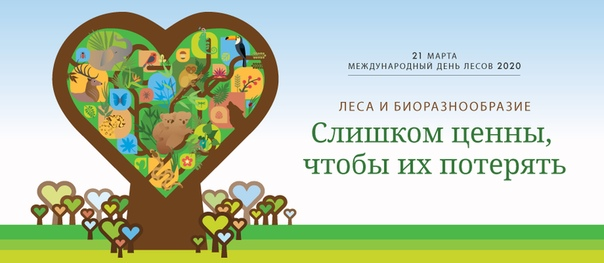 21 МАРТА
МЕЖДУНАРОДНЫЙ ДЕНЬ ЛЕСОВ 2020
ЛЕСА И БИОРАЗНООБРАЗИЕ
Слишком ценны,
чтобы их потерять